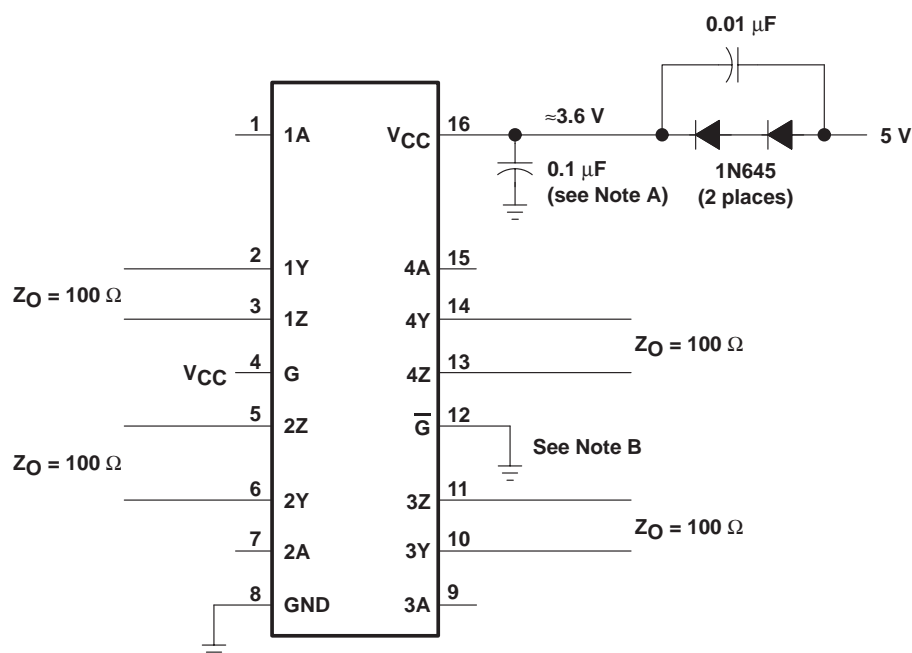 0.01 μF
1 1A VCC 16 ≈3.6 V 5 V
0.1 μF
(see Note A)
1N645
(2 places)
2 1Y 4A 15
ZO = 100 Ω
3 1Z 4Y 14
ZO = 100 Ω
VCC 4 G 4Z 13
5 2Z G 12
See Note B
ZO = 100 Ω
6 2Y 3Z 11
ZO = 100 Ω
7 2A 3Y 10
8 GND 3A 9